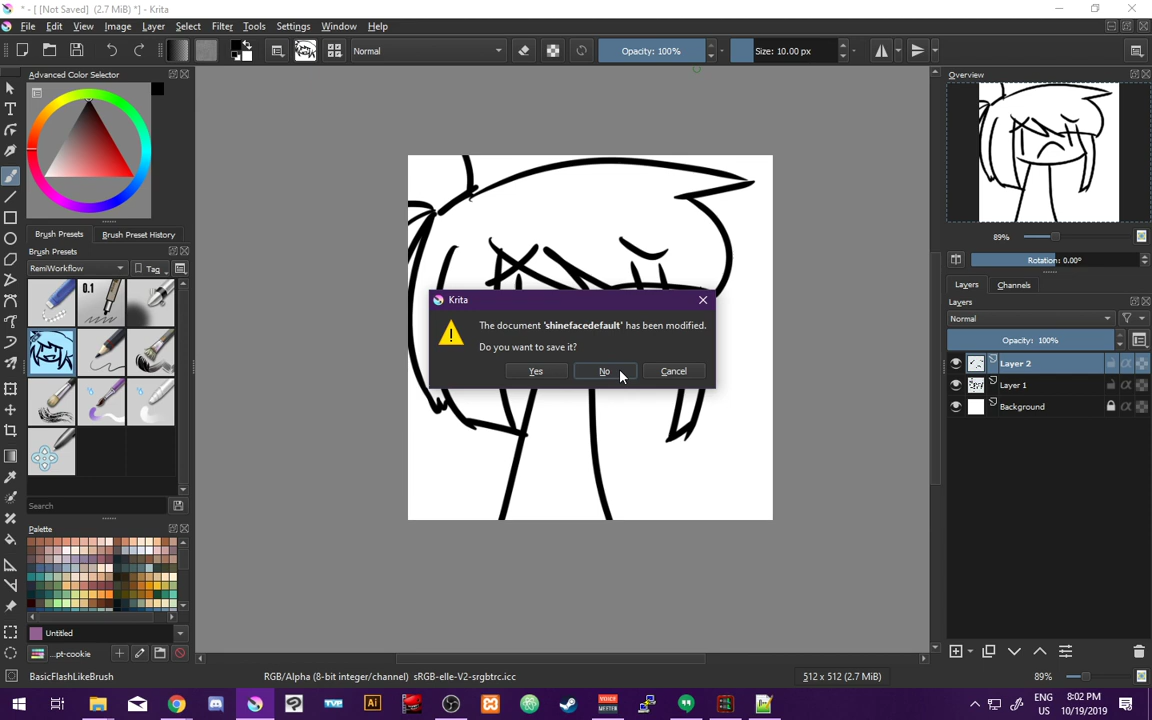 * - [ [Not Saved]  (2.7 MiB) *] - Krita
File Edit View Image Layer Select Filter Tools Settings Window Help
Normal Opacity: 100% Size: 10.00 px
Advanced Color Selector
Overview
Brush Presets Brush Preset History
89%
Brush Presets
Rotation: 0.00°
RemiWorkflow Tag
0.1
Layers Channels
Layers
Krita
Normal
The document 'shinefacedefault' has been modified.
Opacity: 100%
Do you want to save it?
Layer 2
Yes No Cancel
Layer 1
Background
Search
Palette
Untitled
...pt-cookie
BasicFlashLikeBrush
RGB/Alpha (8-bit integer/channel)  sRGB-elle-V2-srgbtrc.icc
512 x 512 (2.7 MiB)
89%
TVP
Ai
VOICE
MEETER
ENG
US
8:02 PM
10/19/2019